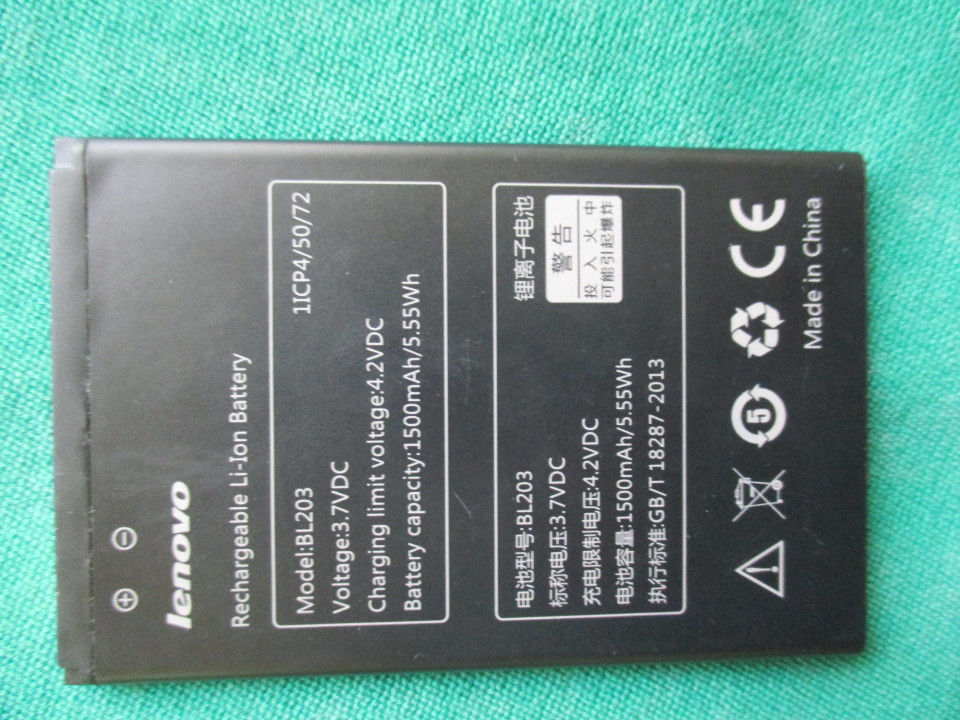 lenovo
Rechargeable Li-Ion Battery
Model:BL203 1ICP4/50/72
Voltage:3.7VDC
Charging limit voltage:4.2VDC
Battery capacity:1500mAh/5.55Wh
电池型号:BL203 锂离子电池
标称电压:3.7VDC
充电限制电压:4.2VDC
电池容量:1500mAh/5.55Wh
执行标准:GB/T 18287-2013
警告
投入火中
可能引起爆炸
5
CE
Made in China